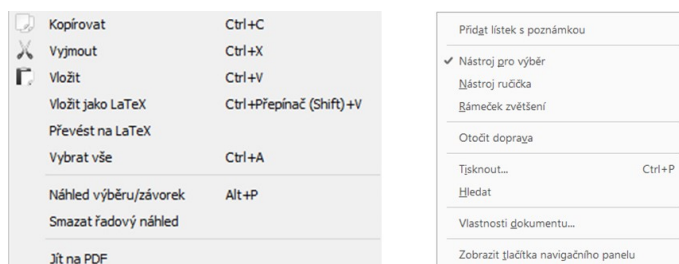 Kopírovat Ctrl+C
Vyjmout Ctrl+X
Vložit Ctrl+V
Vložit jako LaTeX Ctrl+Přepínač (Shift)+V
Převést na LaTeX
Vybrat vše Ctrl+A
Náhled výběru/závorek Alt+P
Smazat řadový náhled
Jít na PDF
Přidat lístek s poznámkou
Nástroj pro výběr
Nástroj ručička
Rámeček zvětšení
Otočit doprava
Tisknout... Ctrl+P
Hledat
Vlastnosti dokumentu...
Zobrazit tlačítka navigačního panelu